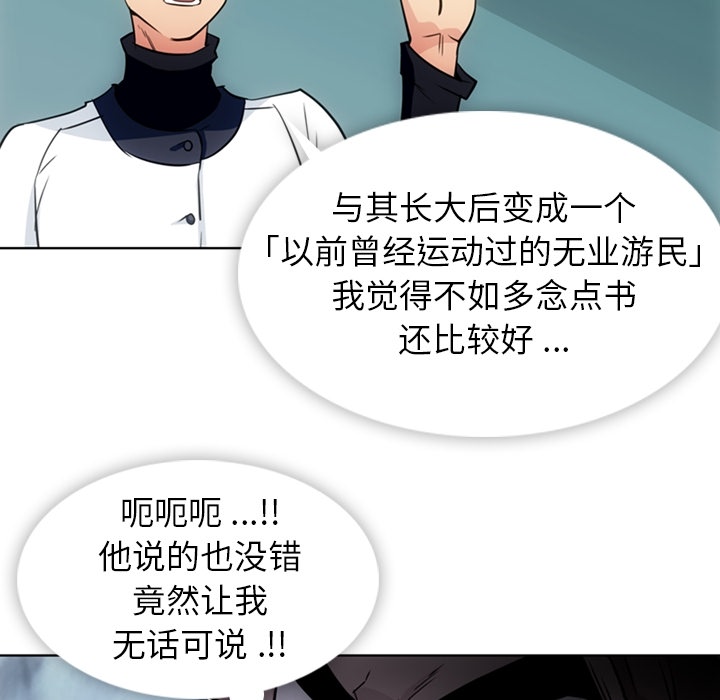 与其长大后变成一个
「以前曾经运动过的无业游民」
我觉得不如多念点书
还比较好 ...
呃呃呃 ...!!
他说的也没错
竟然让我
无话可说 .!!